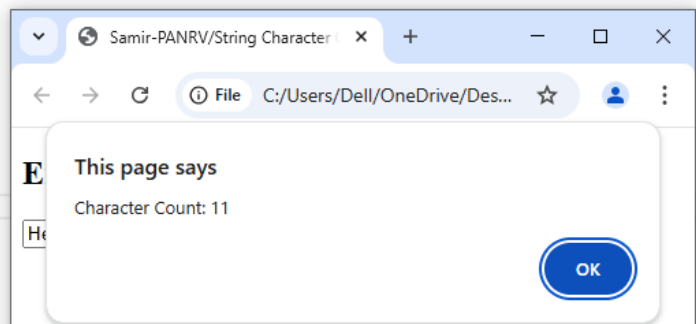 Samir-PANRV/String Character
File C:/Users/Dell/OneDrive/Des...
This page says
Character Count: 11
E
He
OK